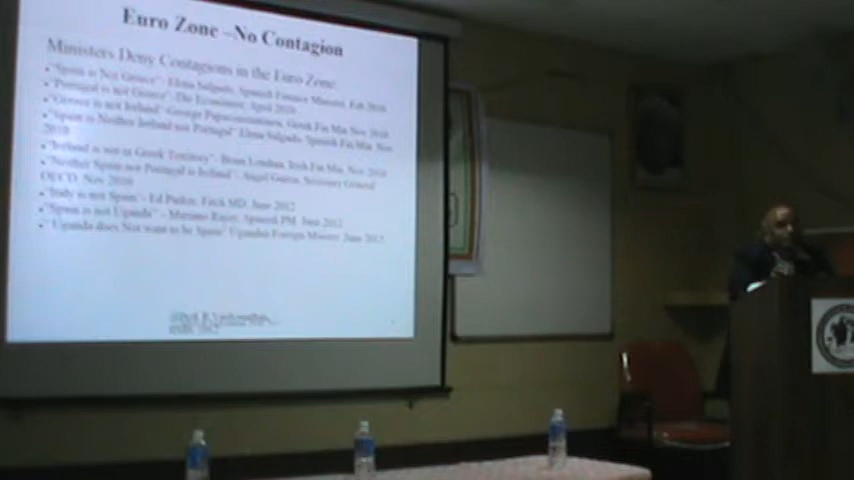 Euro Zone –No Contagion
Ministers Deny Contagions in the Euro Zone
•"Spain is Not Greece"- Elena Salgado, Spanish Finance Minister, Feb 2010
•"Portugal is not Greece"-The Economist, April 2010
•"Greece is not Ireland"-George Papaconstantinou, Greek Fin Min Nov. 2010
•"Spain is Neither Ireland nor Portugal" Elena Salgado, Spanish Fin Min. Nov.
2010
•"Ireland is not in Greek Territory"- Brian Lenihan, Irish Fin Min. Nov. 2010
•"Neither Spain nor Portugal is Ireland"- Angel Gurria, Secretary General
OECD. Nov. 2010
•"Italy is not Spain"- Ed Parker, Fitch MD. June 2012
•"Spain is not Uganda" - Mariano Rajoy, Spanish PM. June 2012
•" Uganda does Not want to be Spain" Ugandan Foreign Minister June 2012